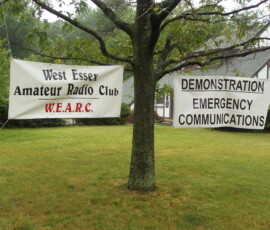 West Essex
Amateur Radio Club
W.E.A.R.C.
DEMONSTRATION
EMERGENCY
COMMUNICATIONS